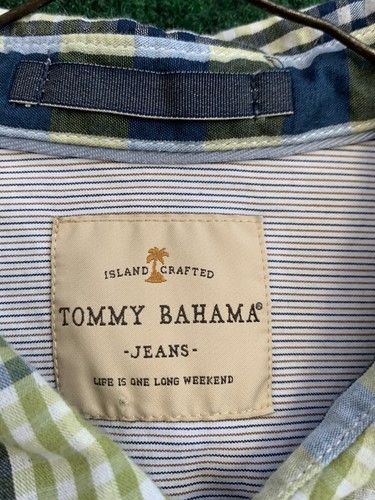 ISLAND CRAFTED
TOMMY BAHAMA®
-JEANS-
LIFE IS ONE LONG WEEKEND